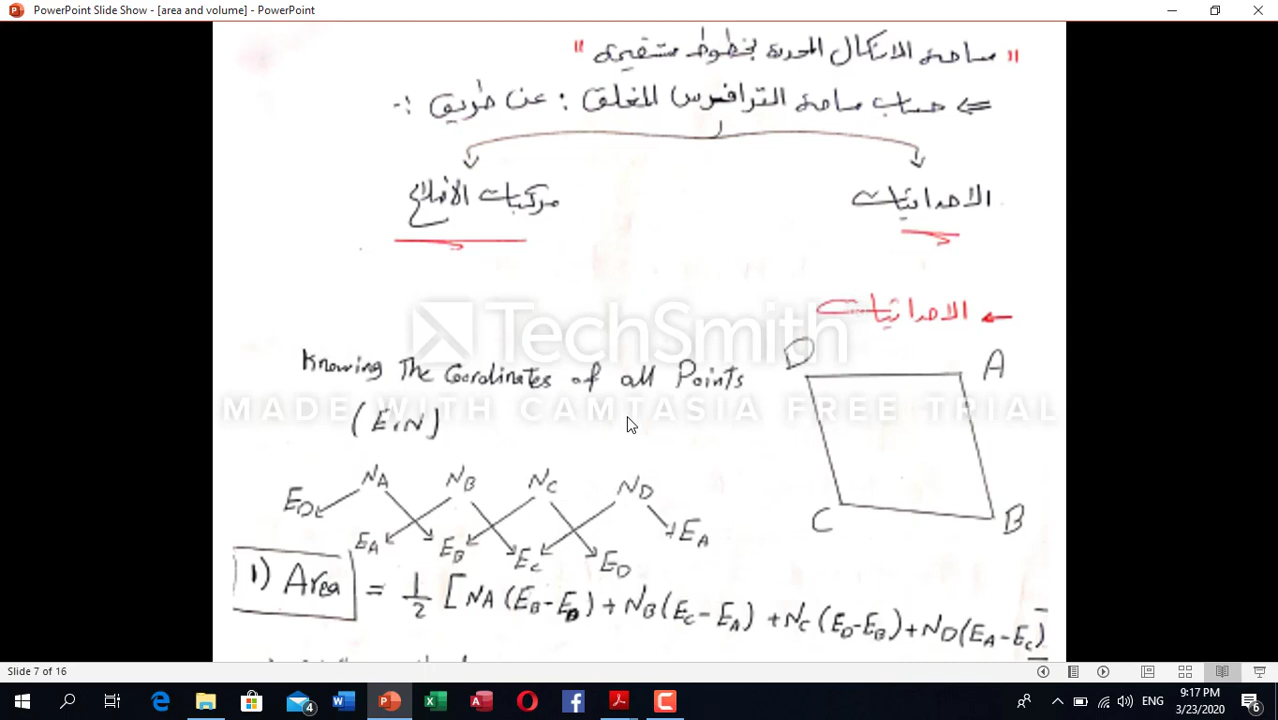 PowerPoint Slide Show - [area and volume] - PowerPoint
" مساحة الاشكال المحددة بخطوط مستقيمة "
⇐ حساب مساحة الترافرس المغلق : عن طريق :-
الاحداثيات
مركبات الأضلاع
← الاحداثيات
TechSmith
MADE WITH CAMTASIA FREE TRIAL
Knowing The Coordinates of all Points
(E,N)
D A
C B
NA NB NC ND
ED EA EB EC ED EA
1) Area = 1/2 [NA (EB-ED) + NB(EC-EA) + NC(ED-EB)+ND(EA-EC)]
Slide 7 of 16
4
ENG
9:17 PM
3/23/2020
6